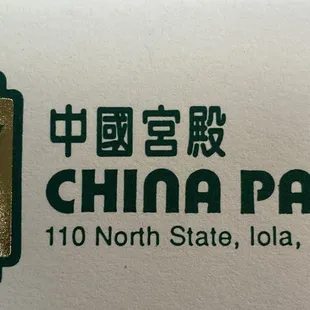 中國宮殿
CHINA PA
110 North State, Iola,